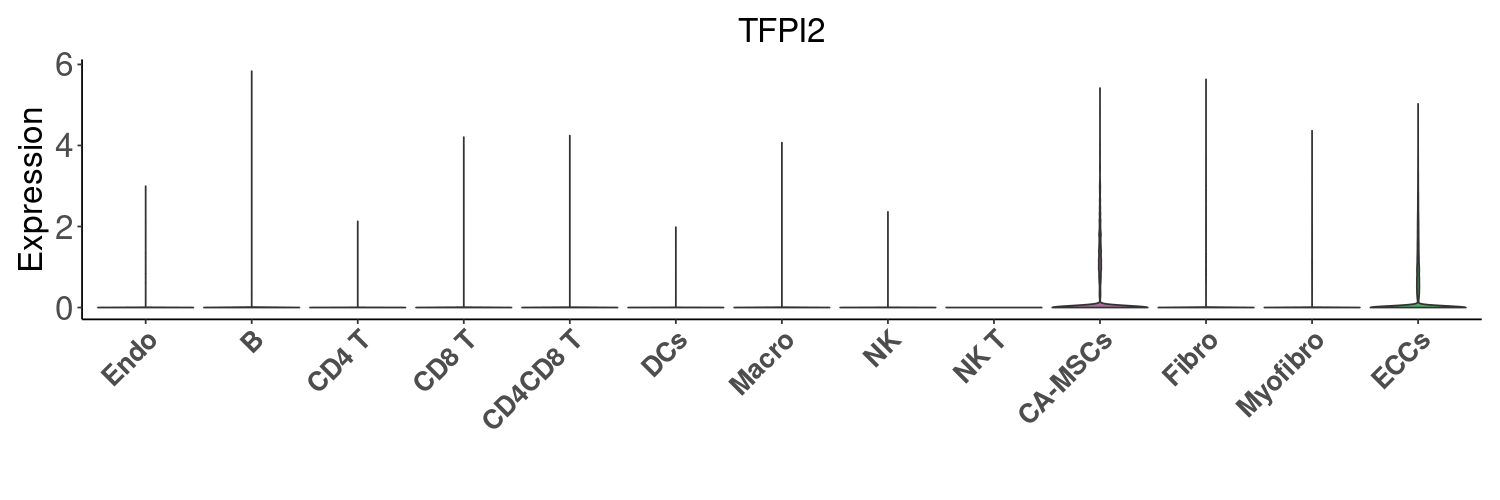 TFPI2
Expression
6
4
2
0
Endo
B
CD4 T
CD8 T
CD4CD8 T
DCs
Macro
NK
NK T
CA-MSCs
Fibro
Myofibro
ECCs